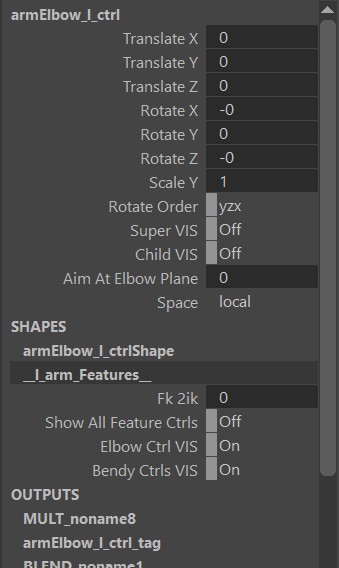 armElbow_l_ctrl
Translate X 0
Translate Y 0
Translate Z 0
Rotate X -0
Rotate Y 0
Rotate Z -0
Scale Y 1
Rotate Order yzx
Super VIS Off
Child VIS Off
Aim At Elbow Plane 0
Space local
SHAPES
armElbow_l_ctrlShape
__l_arm_Features__
Fk 2ik 0
Show All Feature Ctrls Off
Elbow Ctrl VIS On
Bendy Ctrls VIS On
OUTPUTS
MULT_noname8
armElbow_l_ctrl_tag
BLEND_noname1